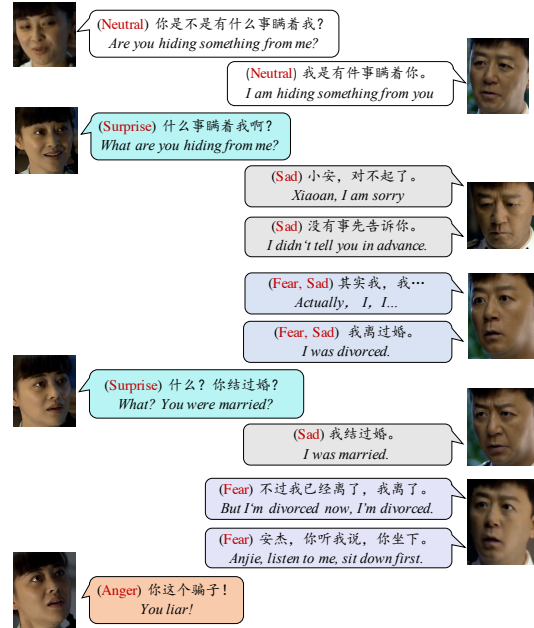 (Neutral) 你是不是有什么事瞒着我？
Are you hiding something from me?
(Neutral) 我是有件事瞒着你。
I am hiding something from you
(Surprise) 什么事瞒着我啊？
What are you hiding from me?
(Sad) 小安，对不起了。
Xiaoan, I am sorry
(Sad) 没有事先告诉你。
I didn't tell you in advance.
(Fear, Sad) 其实我，我…
Actually, I, I...
(Fear, Sad) 我离过婚。
I was divorced.
(Surprise) 什么？你结过婚？
What? You were married?
(Sad) 我结过婚。
I was married.
(Fear) 不过我已经离了，我离了。
But I'm divorced now, I'm divorced.
(Fear) 安杰，你听我说，你坐下。
Anjie, listen to me, sit down first.
(Anger) 你这个骗子！
You liar!